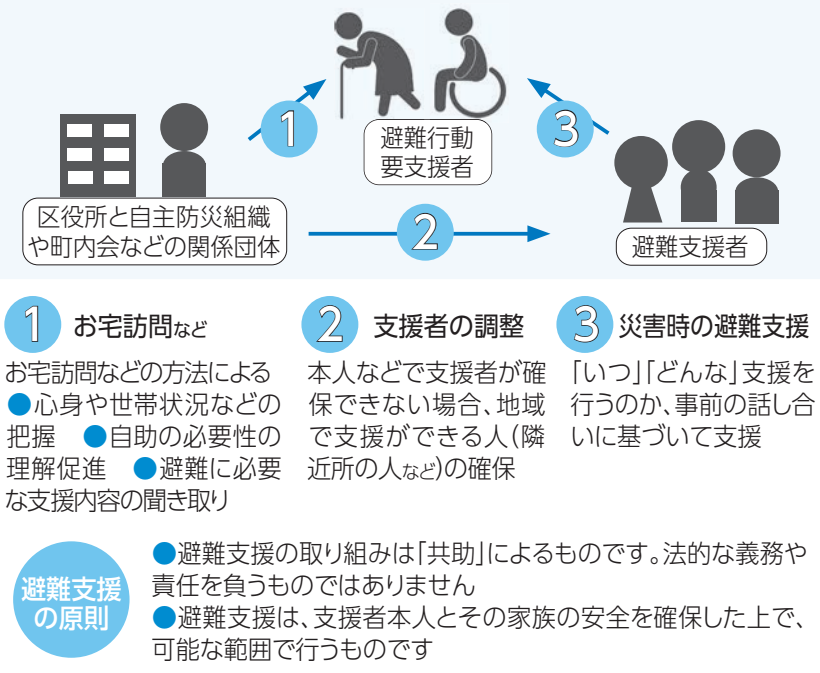 避難行動
要支援者
1
3
区役所と自主防災組織
や町内会などの関係団体
2
避難支援者
1 お宅訪問など
お宅訪問などの方法による
●心身や世帯状況などの
把握 ●自助の必要性の
理解促進 ●避難に必要
な支援内容の聞き取り
2 支援者の調整
本人などで支援者が確
保できない場合、地域
で支援ができる人(隣
近所の人など)の確保
3 災害時の避難支援
「いつ」「どんな」支援を
行うのか、事前の話し合
いに基づいて支援
避難支援
の原則
●避難支援の取り組みは「共助」によるものです。法的な義務や
責任を負うものではありません
●避難支援は、支援者本人とその家族の安全を確保した上で、
可能な範囲で行うものです